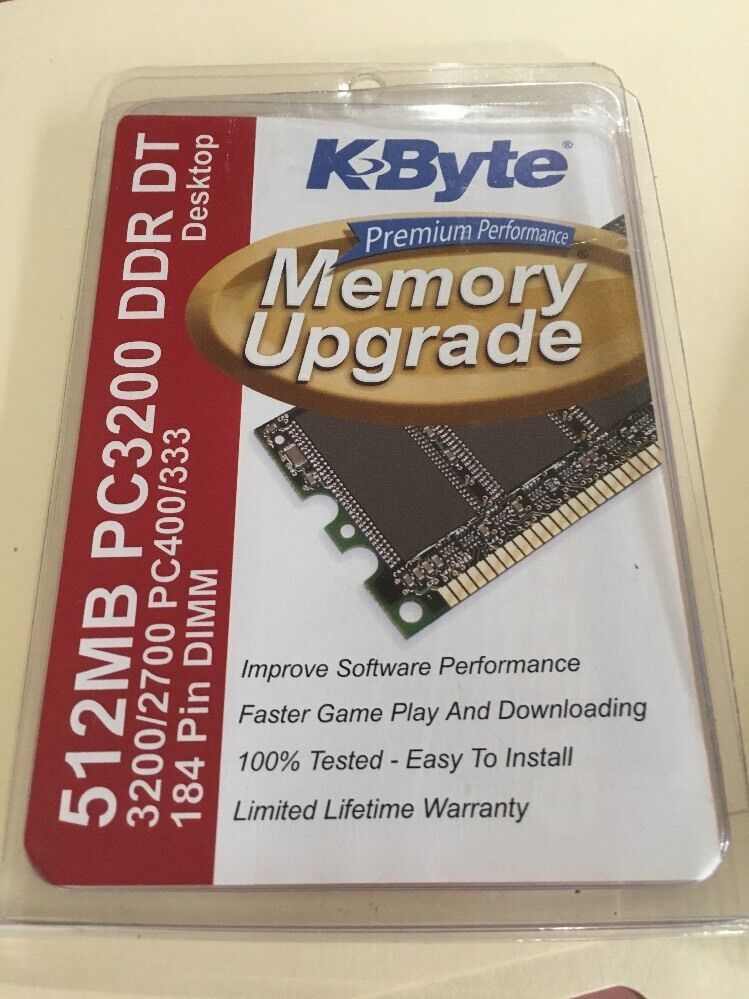 K-Byte®
Premium Performance
Memory®
Upgrade
512MB PC3200 DDR DT
Desktop
3200/2700 PC400/333
184 Pin DIMM
Improve Software Performance
Faster Game Play And Downloading
100% Tested - Easy To Install
Limited Lifetime Warranty